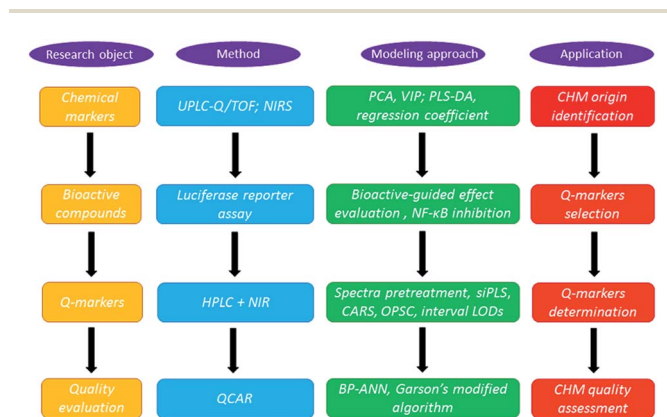 Research object
Method
Modeling approach
Application
Chemical
markers
UPLC-Q/TOF; NIRS
PCA, VIP; PLS-DA,
regression coefficient
CHM origin
identification
Bioactive
compounds
Luciferase reporter
assay
Bioactive-guided effect
evaluation , NF-κB inhibition
Q-markers
selection
Q-markers
HPLC + NIR
Spectra pretreatment, siPLS,
CARS, OPSC, interval LODs
Q-markers
determination
Quality
evaluation
QCAR
BP-ANN, Garson's modified
algorithm
CHM quality
assessment